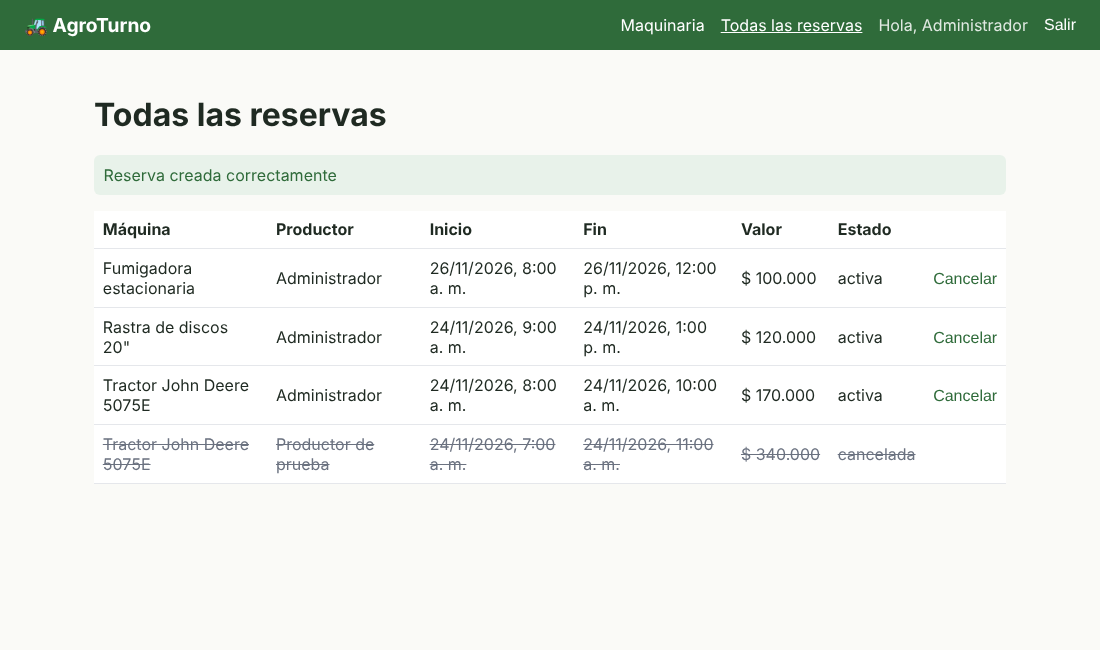 AgroTurno Maquinaria Todas las reservas Hola, Administrador Salir
Todas las reservas
Reserva creada correctamente
Máquina Productor Inicio Fin Valor Estado
Fumigadora estacionaria Administrador 26/11/2026, 8:00 a. m. 26/11/2026, 12:00 p. m. $ 100.000 activa Cancelar
Rastra de discos 20" Administrador 24/11/2026, 9:00 a. m. 24/11/2026, 1:00 p. m. $ 120.000 activa Cancelar
Tractor John Deere 5075E Administrador 24/11/2026, 8:00 a. m. 24/11/2026, 10:00 a. m. $ 170.000 activa Cancelar
Tractor John Deere 5075E Productor de prueba 24/11/2026, 7:00 a. m. 24/11/2026, 11:00 a. m. $ 340.000 cancelada